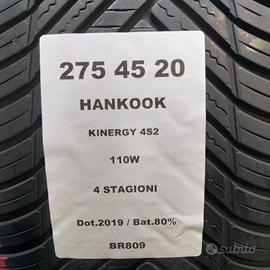 275 45 20
HANKOOK
KINERGY 4S2
110W
4 STAGIONI
Dot.2019 / Bat.80%
BR809
subito